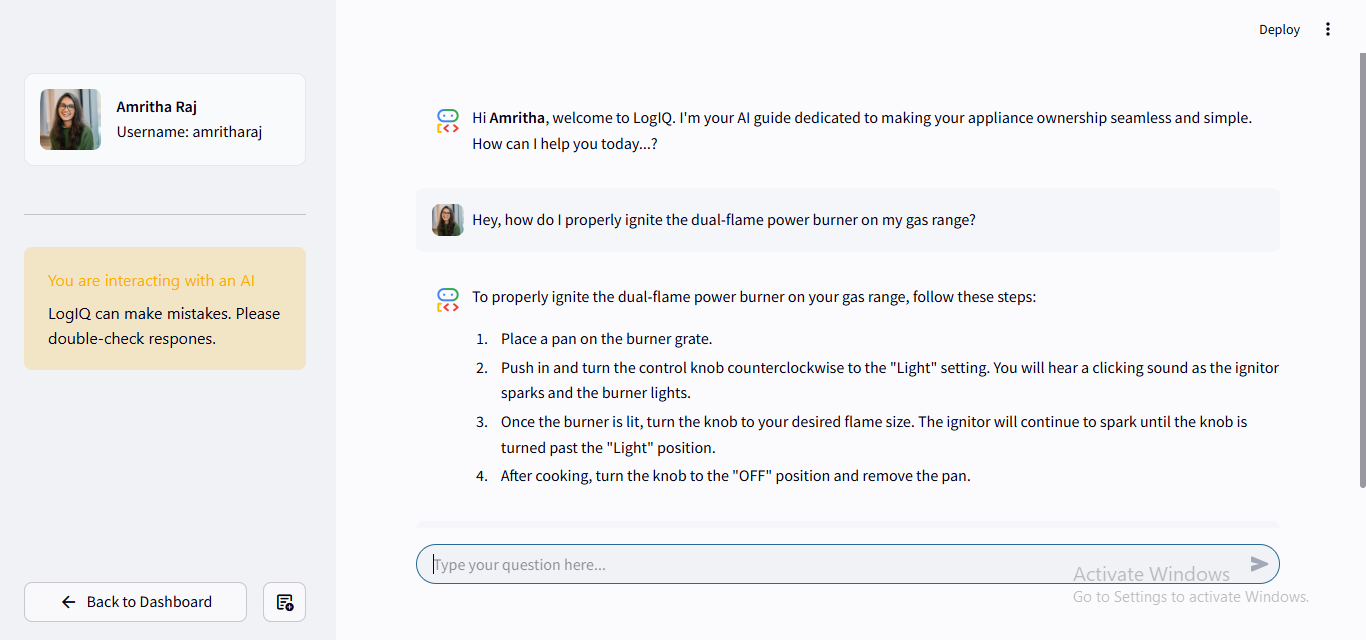 Deploy
Amritha Raj
Username: amritharaj
You are interacting with an AI
LogIQ can make mistakes. Please
double-check respones.
Back to Dashboard
Hi Amritha, welcome to LogIQ. I'm your AI guide dedicated to making your appliance ownership seamless and simple.
How can I help you today...?
Hey, how do I properly ignite the dual-flame power burner on my gas range?
To properly ignite the dual-flame power burner on your gas range, follow these steps:
1. Place a pan on the burner grate.
2. Push in and turn the control knob counterclockwise to the "Light" setting. You will hear a clicking sound as the ignitor
sparks and the burner lights.
3. Once the burner is lit, turn the knob to your desired flame size. The ignitor will continue to spark until the knob is
turned past the "Light" position.
4. After cooking, turn the knob to the "OFF" position and remove the pan.
Type your question here...
Activate Windows
Go to Settings to activate Windows.